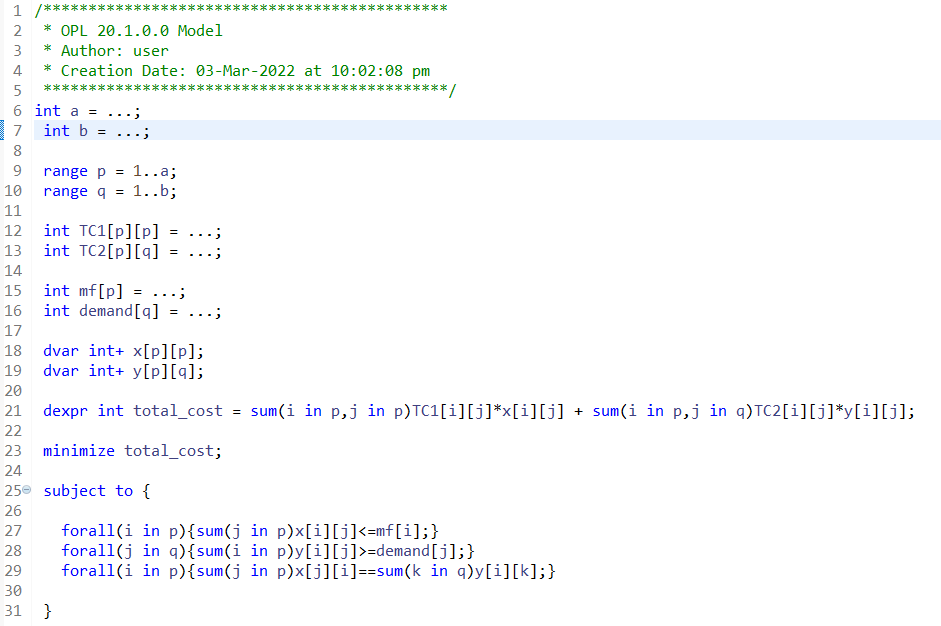 1 /*********************************************
2  * OPL 20.1.0.0 Model
3  * Author: user
4  * Creation Date: 03-Mar-2022 at 10:02:08 pm
5  *********************************************/
6 int a = ...;
7  int b = ...;
8
9  range p = 1..a;
10  range q = 1..b;
11
12  int TC1[p][p] = ...;
13  int TC2[p][q] = ...;
14
15  int mf[p] = ...;
16  int demand[q] = ...;
17
18  dvar int+ x[p][p];
19  dvar int+ y[p][q];
20
21  dexpr int total_cost = sum(i in p,j in p)TC1[i][j]*x[i][j] + sum(i in p,j in q)TC2[i][j]*y[i][j];
22
23  minimize total_cost;
24
25  subject to {
26
27    forall(i in p){sum(j in p)x[i][j]<=mf[i];}
28    forall(j in q){sum(i in p)y[i][j]>=demand[j];}
29    forall(i in p){sum(j in p)x[j][i]==sum(k in q)y[i][k];}
30
31  }